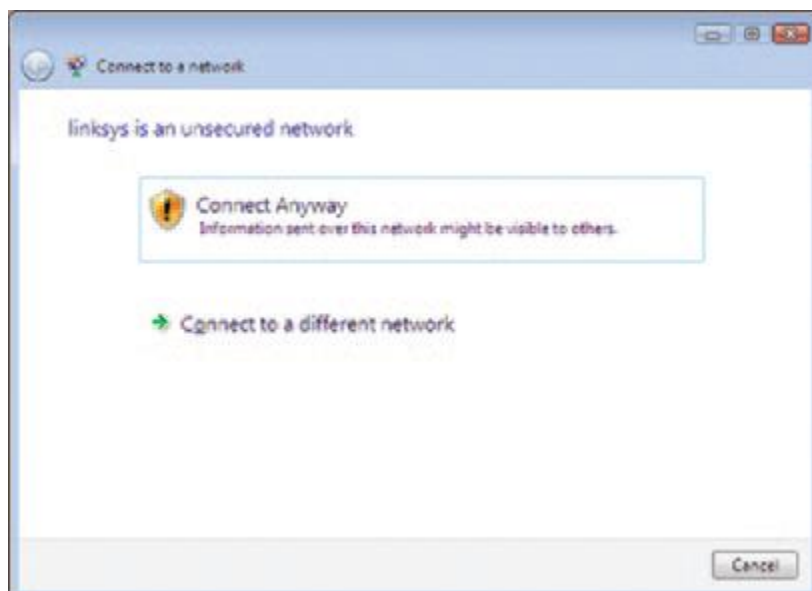 Connect to a network
linksys is an unsecured network
Connect Anyway
Information sent over this network might be visible to others.
Connect to a different network
Cancel